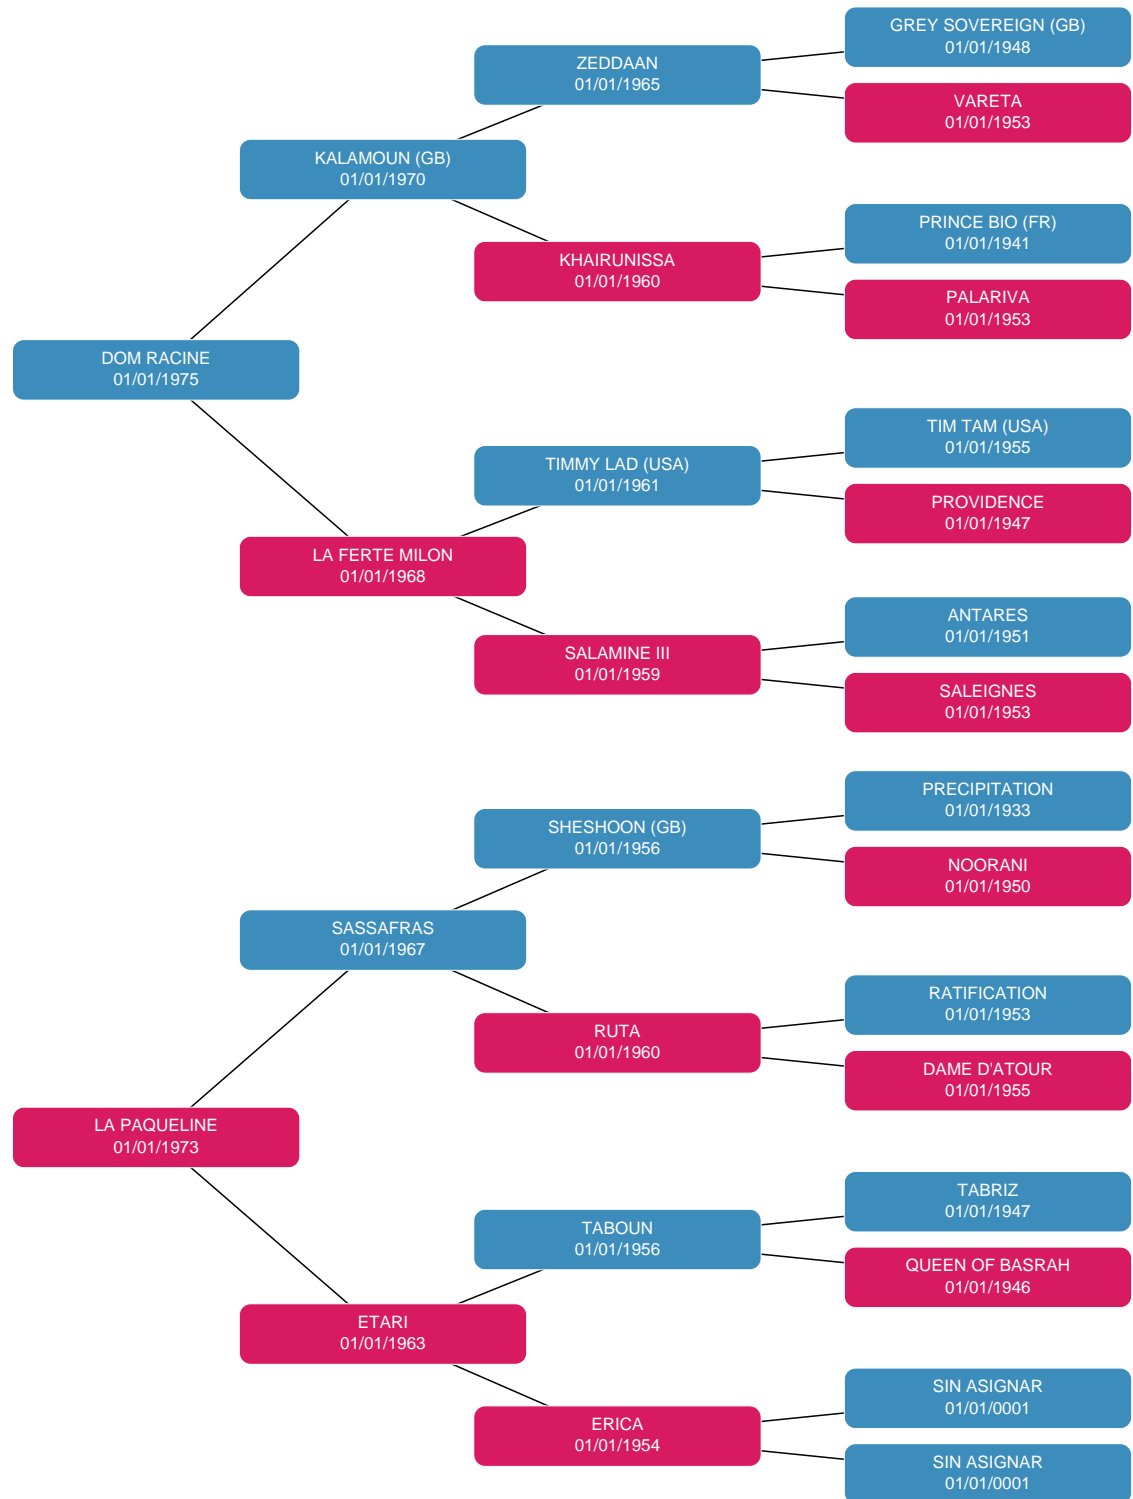 GREY SOVEREIGN (GB)
01/01/1948
ZEDDAAN
01/01/1965
VARETA
01/01/1953
KALAMOUN (GB)
01/01/1970
PRINCE BIO (FR)
01/01/1941
KHAIRUNISSA
01/01/1960
PALARIVA
01/01/1953
DOM RACINE
01/01/1975
TIM TAM (USA)
01/01/1955
TIMMY LAD (USA)
01/01/1961
PROVIDENCE
01/01/1947
LA FERTE MILON
01/01/1968
ANTARES
01/01/1951
SALAMINE III
01/01/1959
SALEIGNES
01/01/1953
PRECIPITATION
01/01/1933
SHESHOON (GB)
01/01/1956
NOORANI
01/01/1950
SASSAFRAS
01/01/1967
RATIFICATION
01/01/1953
RUTA
01/01/1960
DAME D'ATOUR
01/01/1955
LA PAQUELINE
01/01/1973
TABRIZ
01/01/1947
TABOUN
01/01/1956
QUEEN OF BASRAH
01/01/1946
ETARI
01/01/1963
SIN ASIGNAR
01/01/0001
ERICA
01/01/1954
SIN ASIGNAR
01/01/0001